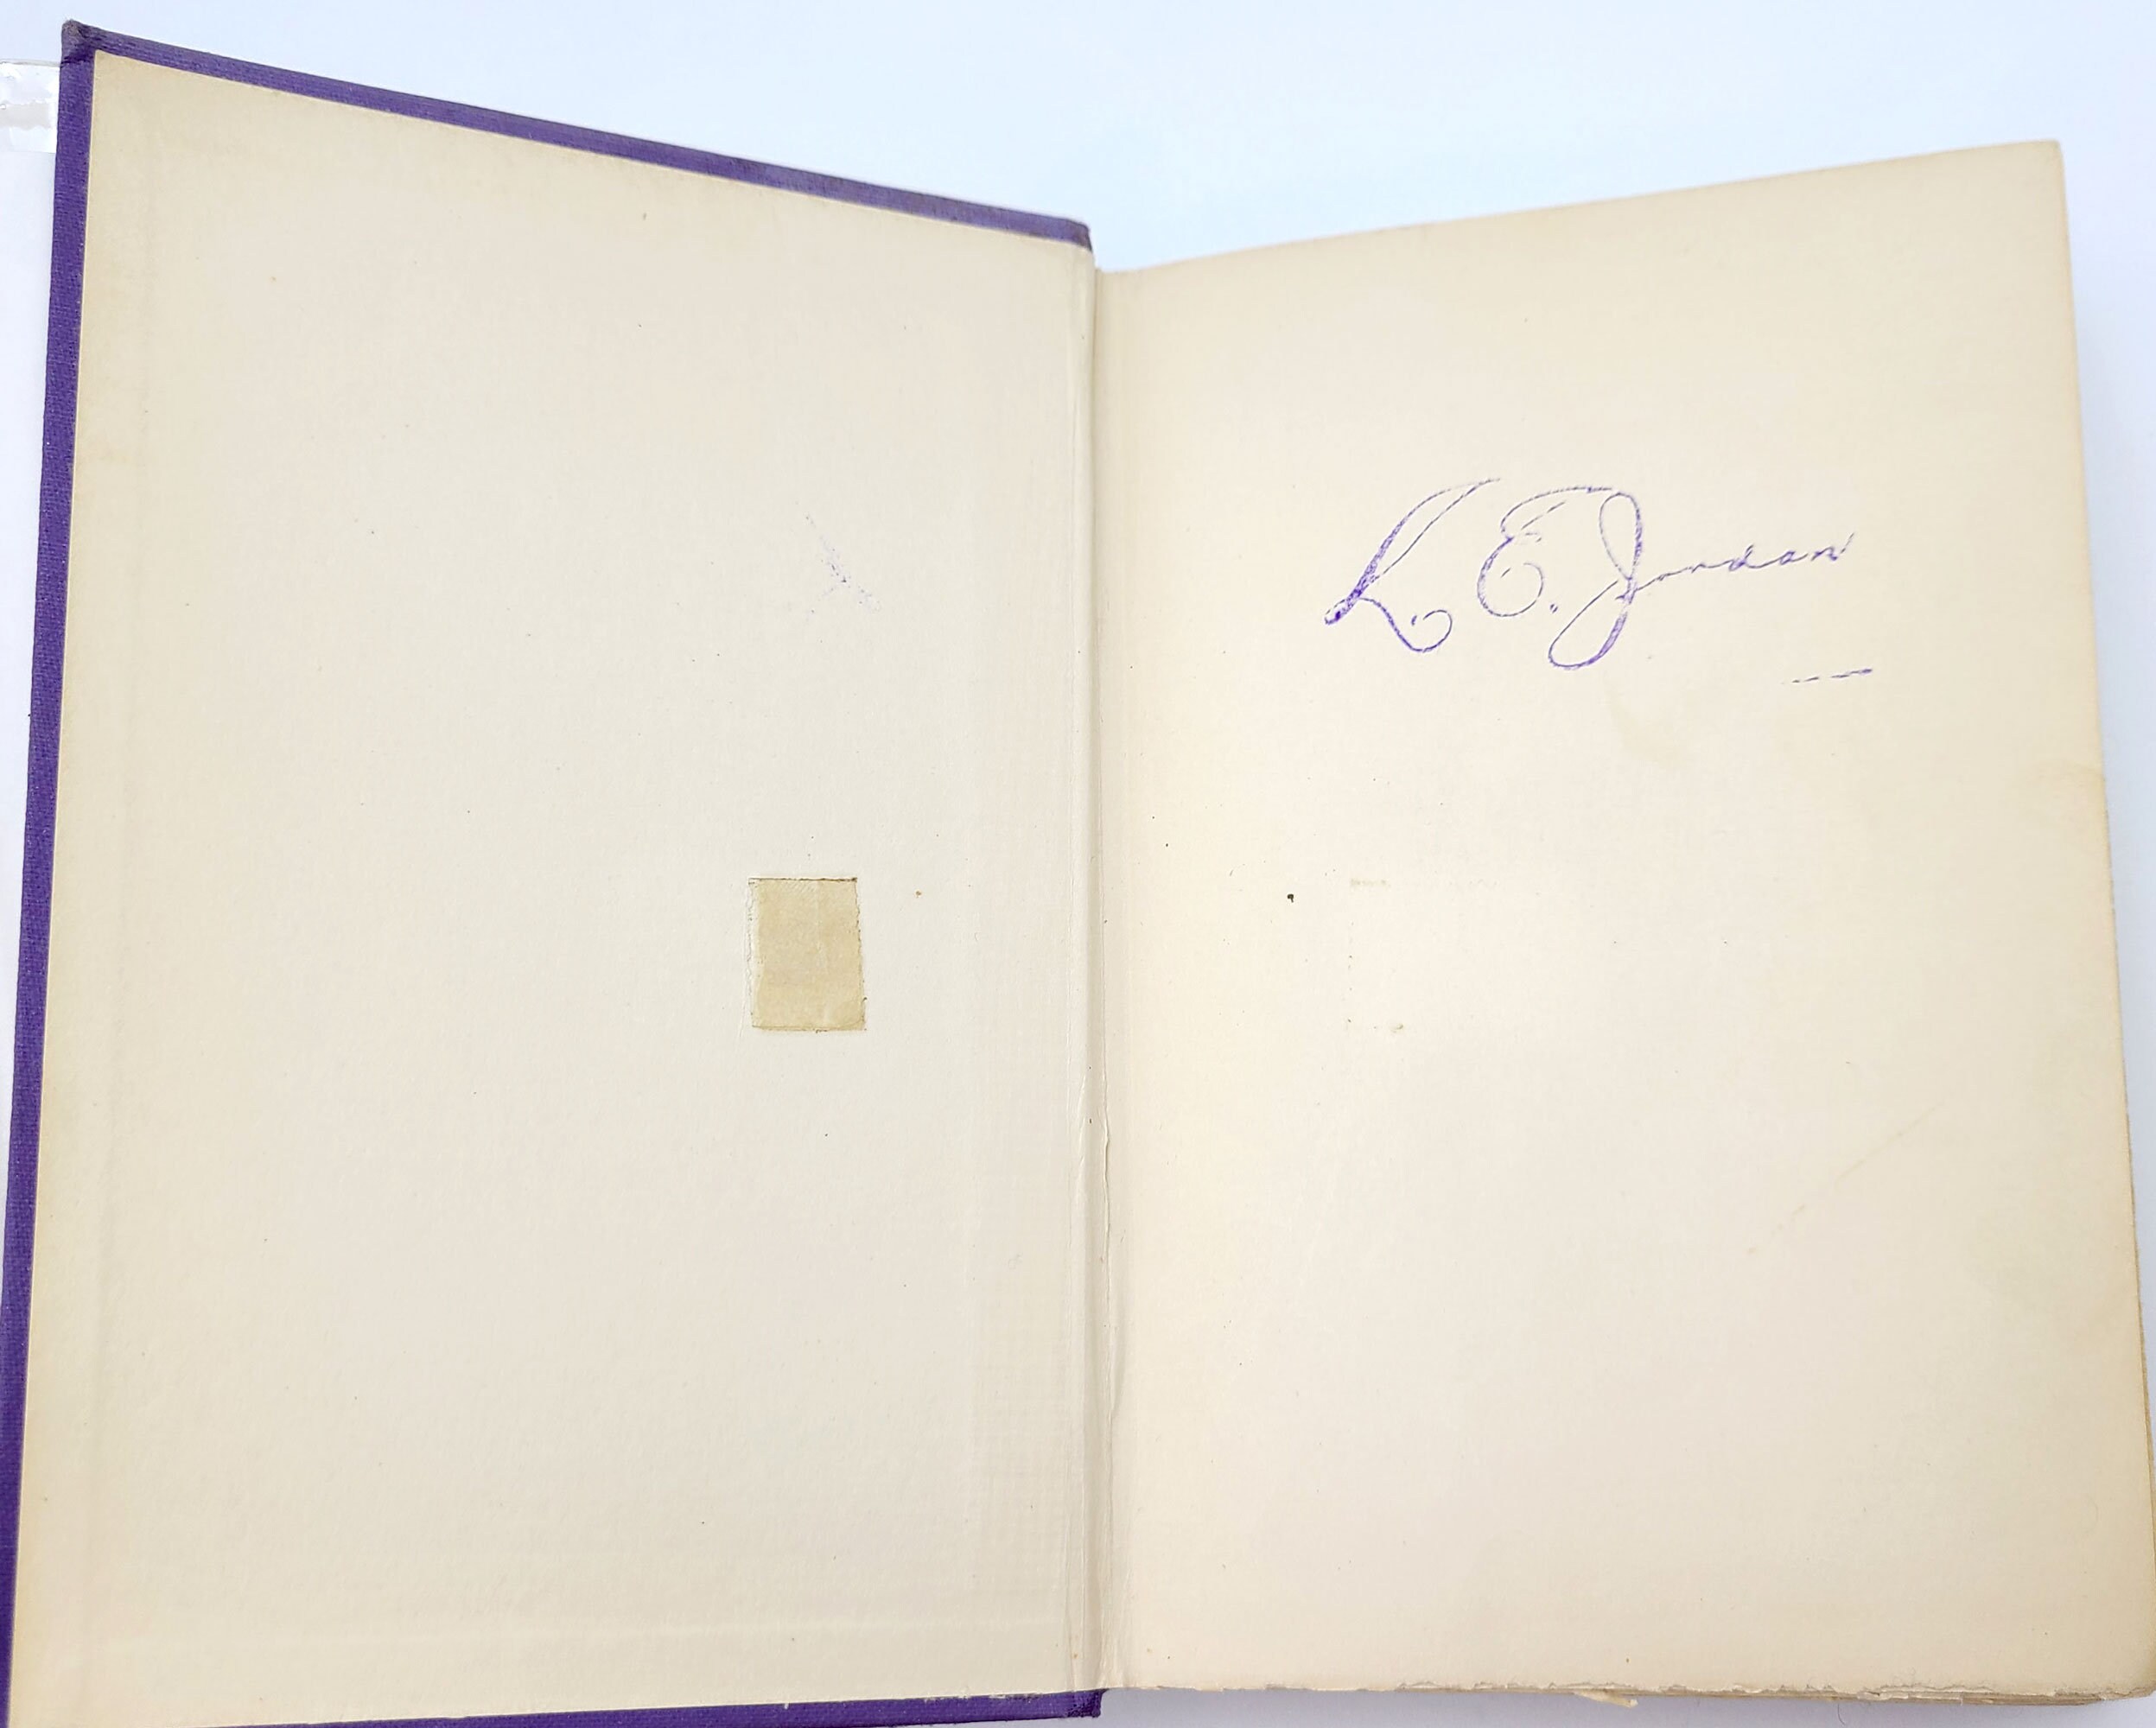 L. E. Jordan